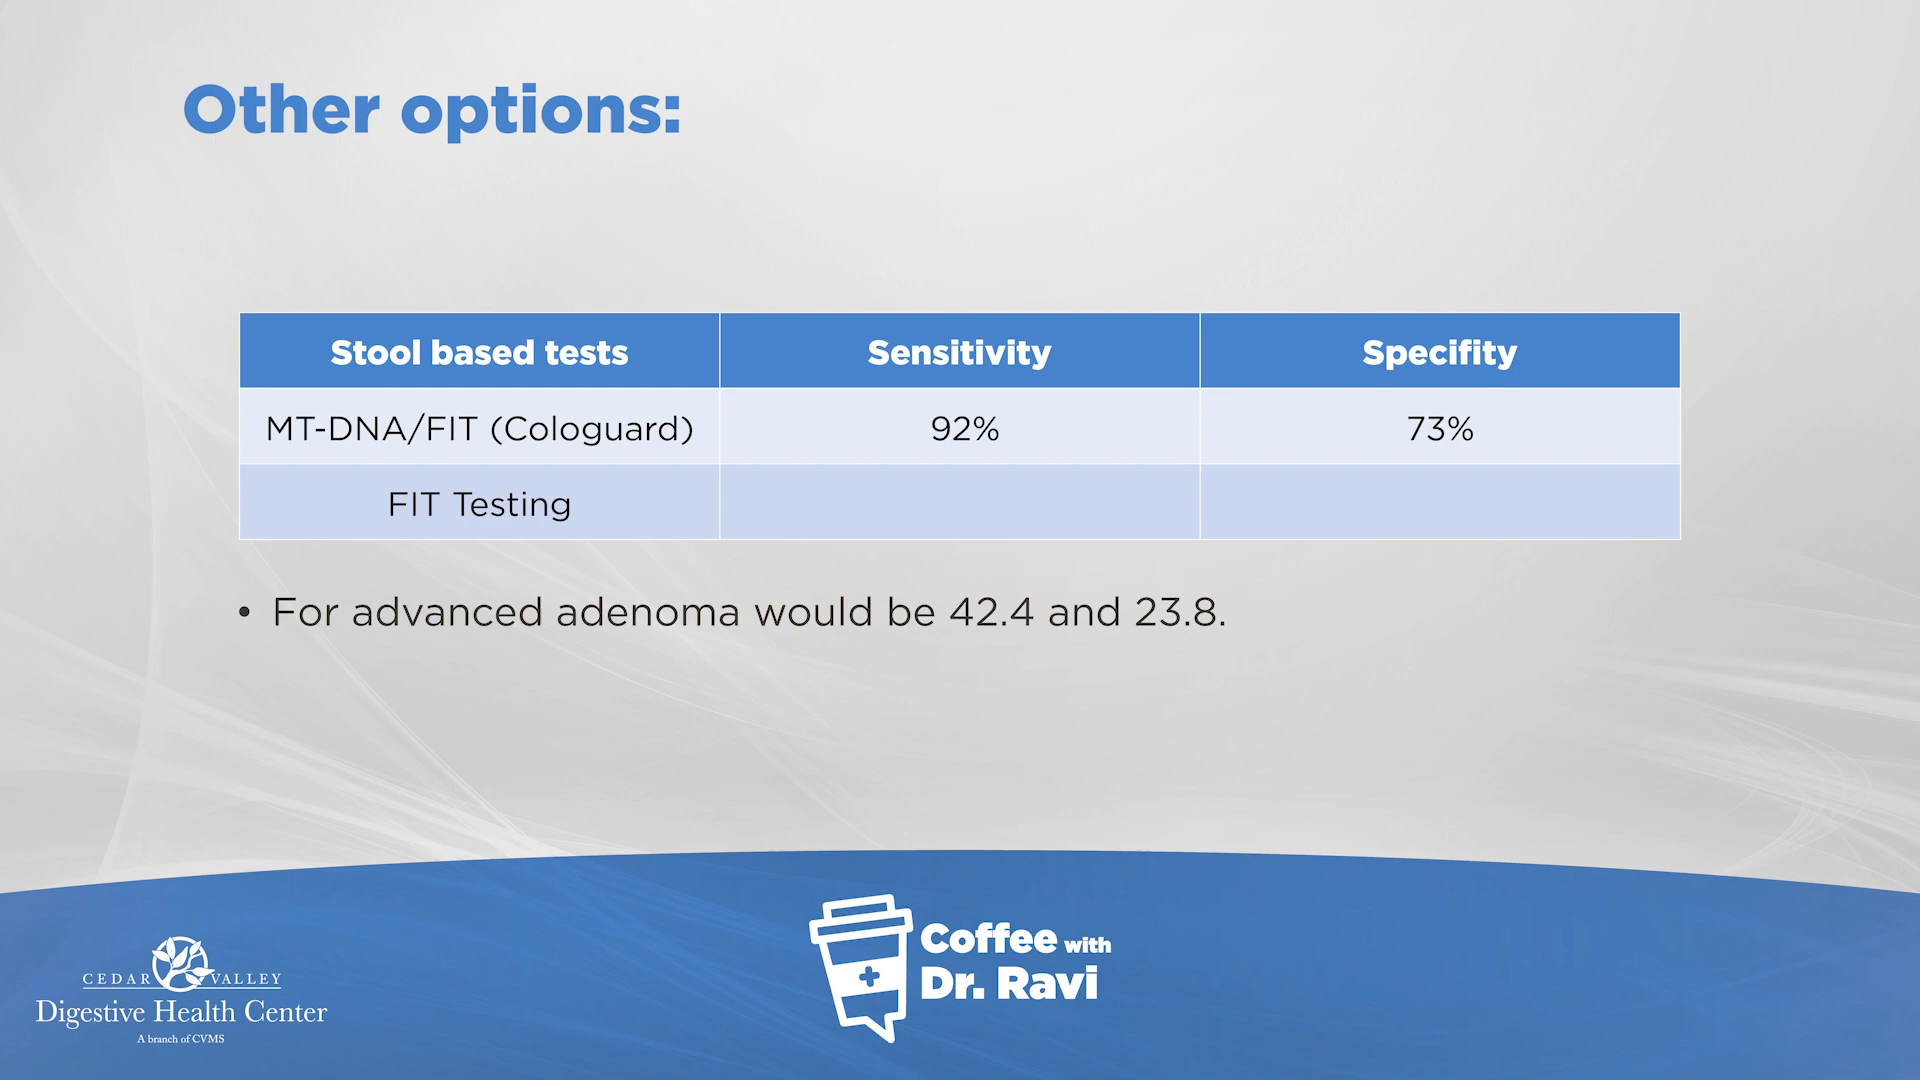 Other options:
Stool based tests Sensitivity Specifity
MT-DNA/FIT (Cologuard) 92% 73%
FIT Testing
• For advanced adenoma would be 42.4 and 23.8.
Coffee with
Dr. Ravi
CEDAR VALLEY
Digestive Health Center
A branch of CVMS